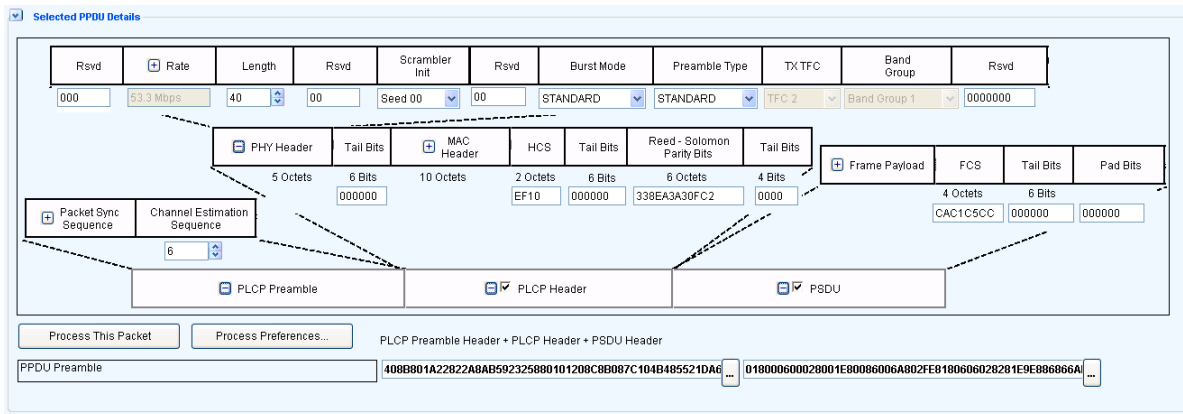 Selected PPDU Details
Rsvd Rate Length Rsvd Scrambler Init Rsvd Burst Mode Preamble Type TX TFC Band Group Rsvd
000 53.3 Mbps 40 00 Seed 00 00 STANDARD STANDARD TFC 2 Band Group 1 0000000
PHY Header Tail Bits MAC Header HCS Tail Bits Reed - Solomon Parity Bits Tail Bits
5 Octets 6 Bits 10 Octets 2 Octets 6 Bits 6 Octets 4 Bits
000000 EF10 000000 338EA3A30FC2 0000
Frame Payload FCS Tail Bits Pad Bits
4 Octets 6 Bits
CAC1C5CC 000000 000000
Packet Sync Sequence Channel Estimation Sequence
6
PLCP Preamble PLCP Header PSDU
Process This Packet Process Preferences... PLCP Preamble Header + PLCP Header + PSDU Header
PPDU Preamble 408B801A22822A8AB592325880101208C8B087C104B485521DA6 ... 018000600028001E80086006A802FE8180606028281E9E886866A ...